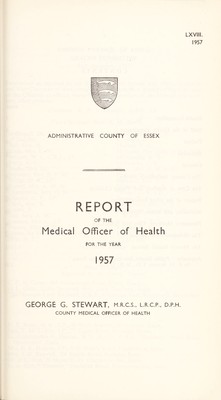 LXVIII.
1957
ADMINISTRATIVE COUNTY OF ESSEX
REPORT
OF THE
Medical Officer of Health
FOR THE YEAR
1957
GEORGE G. STEWART, M.R.C.S., L.R.C.P., D.P.H.
COUNTY MEDICAL OFFICER OF HEALTH